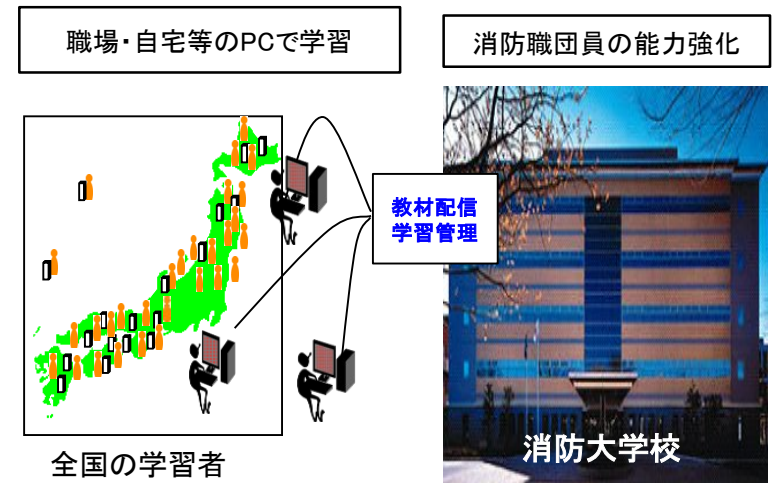 職場・自宅等のPCで学習
消防職団員の能力強化
教材配信
学習管理
消防大学校
全国の学習者